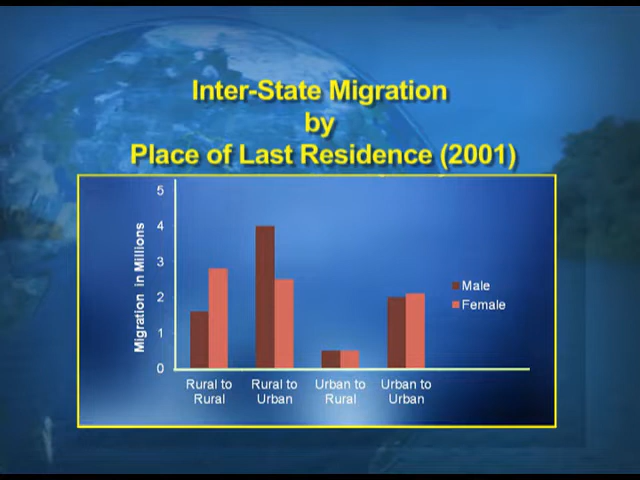 Inter-State Migration
by
Place of Last Residence (2001)
Migration in Millions
5
4
3
2
1
0
Rural to
Rural
Rural to
Urban
Urban to
Rural
Urban to
Urban
Male
Female